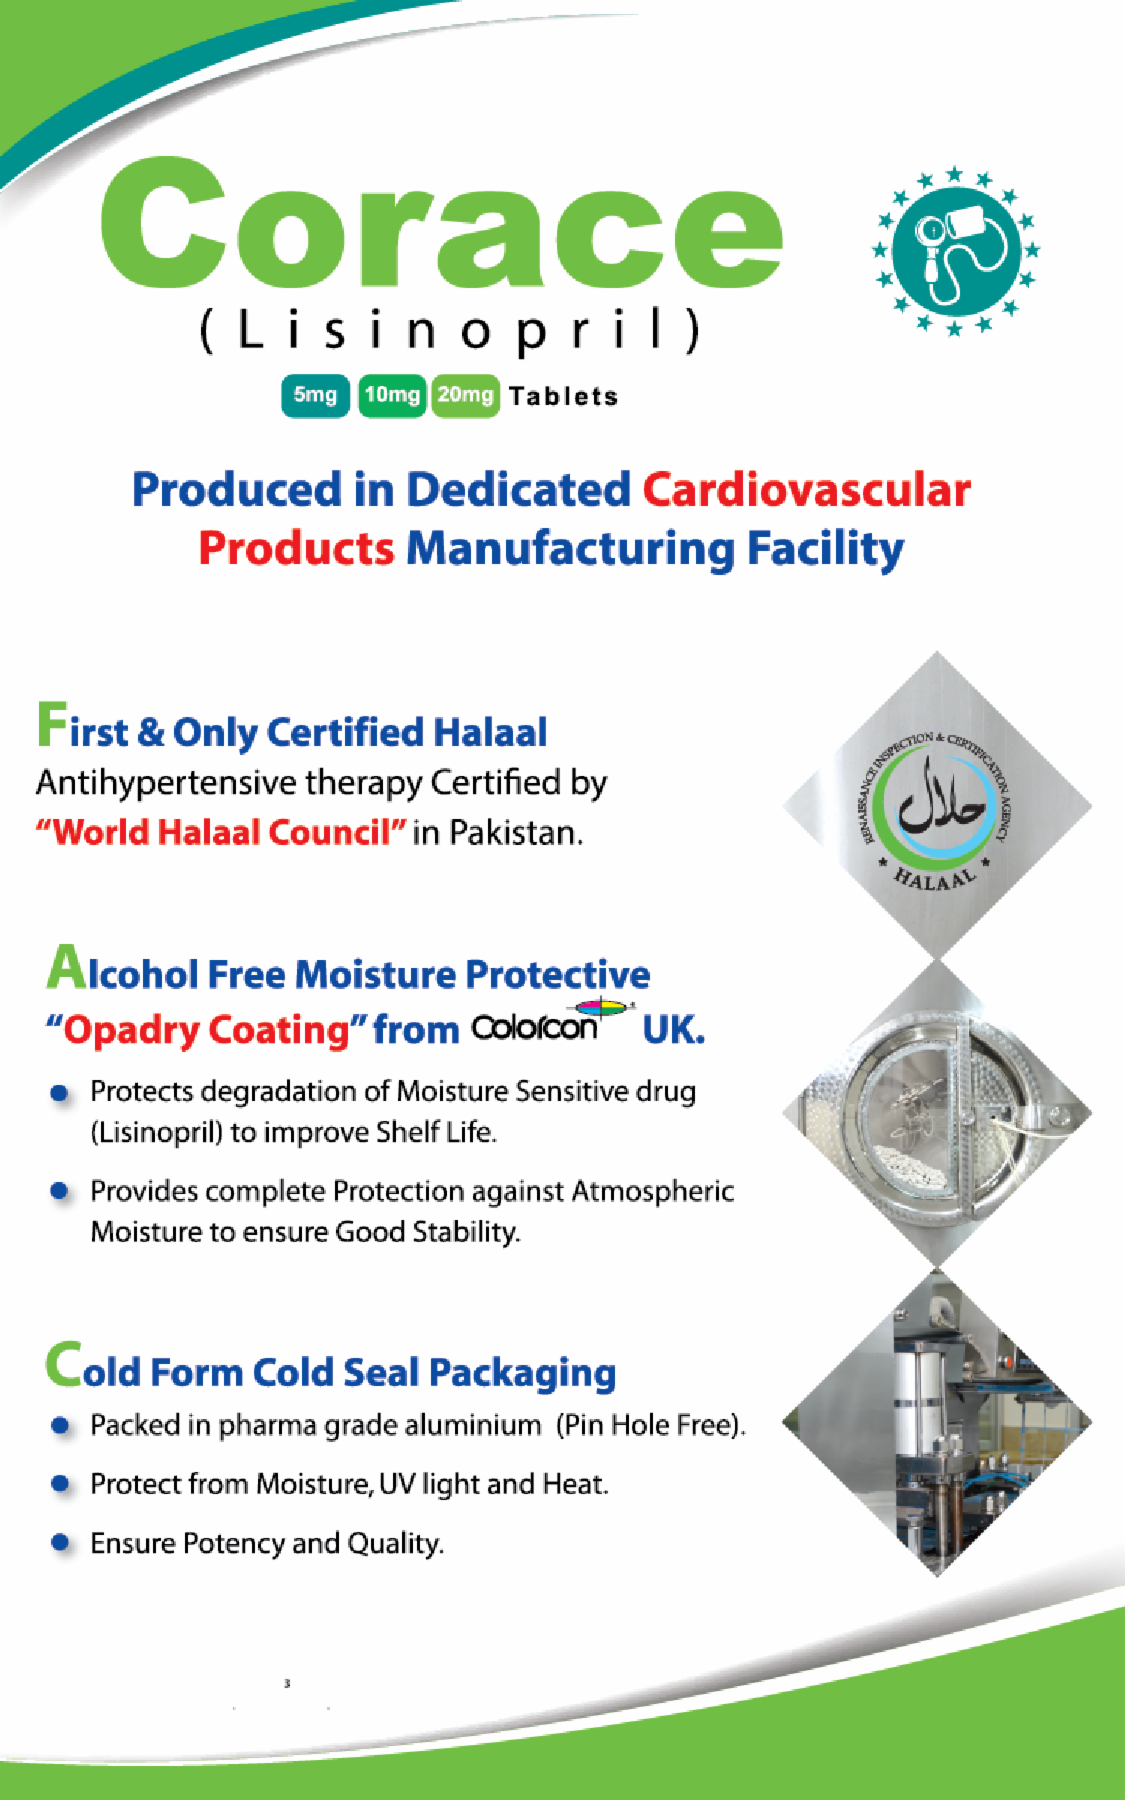 Corace
(Lisinopril)
5mg 10mg 20mg Tablets
Produced in Dedicated Cardiovascular
Products Manufacturing Facility
First & Only Certified Halaal
Antihypertensive therapy Certified by
“World Halaal Council” in Pakistan.
RENAISSANCE INSPECTION & CERTIFICATION AGENCY
حلال
★ HALAAL ★
Alcohol Free Moisture Protective
“Opadry Coating” from Colorcon® UK.
● Protects degradation of Moisture Sensitive drug
(Lisinopril) to improve Shelf Life.
● Provides complete Protection against Atmospheric
Moisture to ensure Good Stability.
Cold Form Cold Seal Packaging
● Packed in pharma grade aluminium (Pin Hole Free).
● Protect from Moisture, UV light and Heat.
● Ensure Potency and Quality.
3